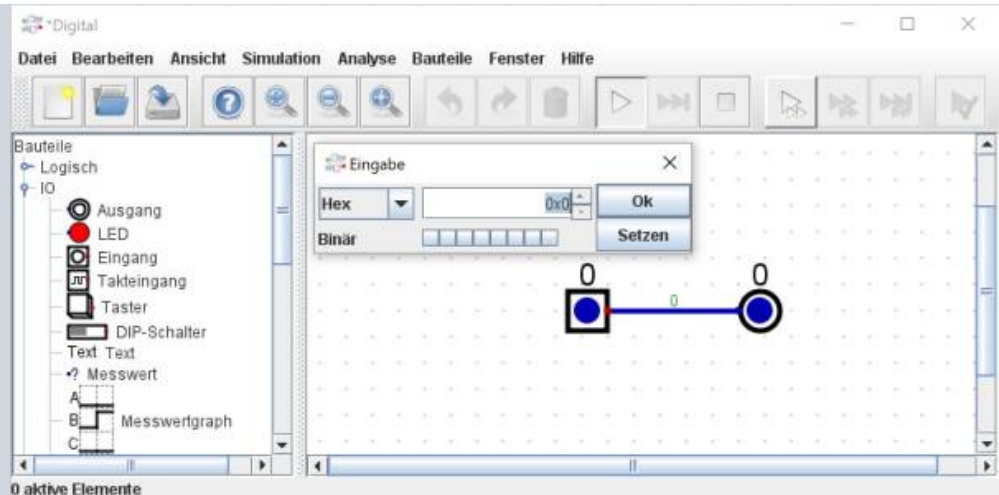 *Digital
Datei Bearbeiten Ansicht Simulation Analyse Bauteile Fenster Hilfe
Bauteile
Logisch
IO
Ausgang
LED
Eingang
Takteingang
Taster
DIP-Schalter
Text Text
Messwert
A
B Messwertgraph
C
Eingabe
Hex 0x0 Ok
Binär Setzen
0 0
0
0 aktive Elemente